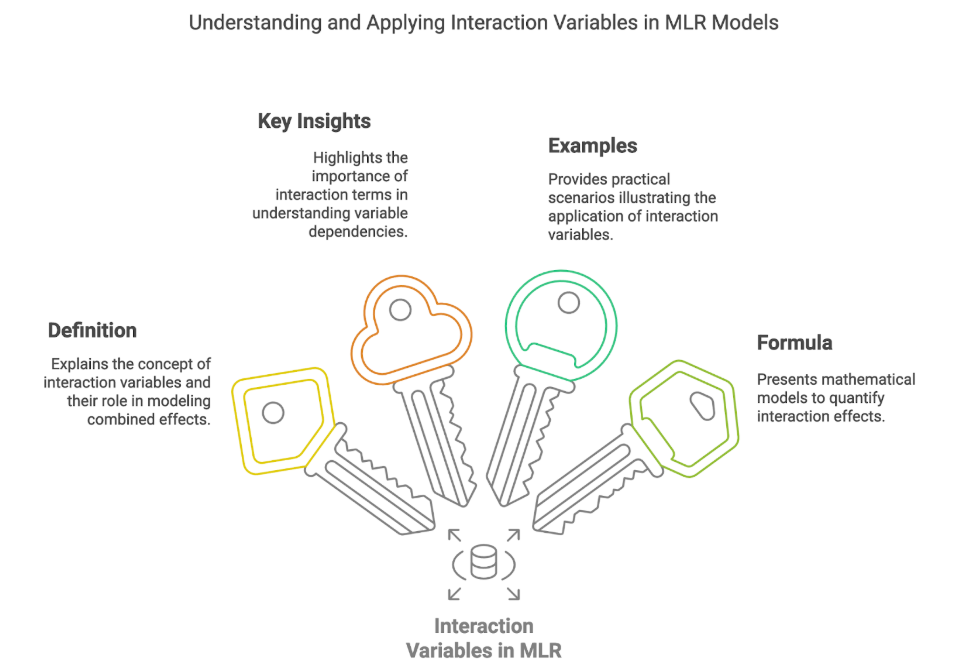 Understanding and Applying Interaction Variables in MLR Models
Key Insights
Highlights the
importance of
interaction terms in
understanding variable
dependencies.
Examples
Provides practical
scenarios illustrating the
application of interaction
variables.
Definition
Explains the concept of
interaction variables and
their role in modeling
combined effects.
Formula
Presents mathematical
models to quantify
interaction effects.
Interaction
Variables in MLR